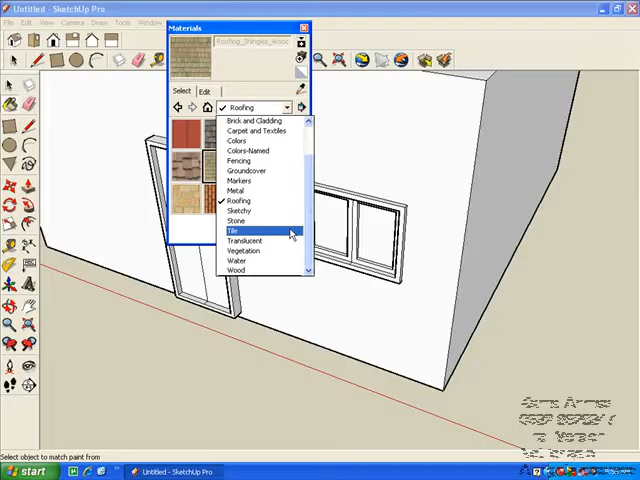 Untitled - SketchUp Pro
File Edit View Camera Draw Tools Window
Materials
Roofing_Shingles_Wood
Select Edit
Roofing
Brick and Cladding
Carpet and Textiles
Colors
Colors-Named
Fencing
Groundcover
Markers
Metal
Roofing
Sketchy
Stone
Tile
Translucent
Vegetation
Water
Wood
Select object to match paint from
start
Untitled - SketchUp Pro